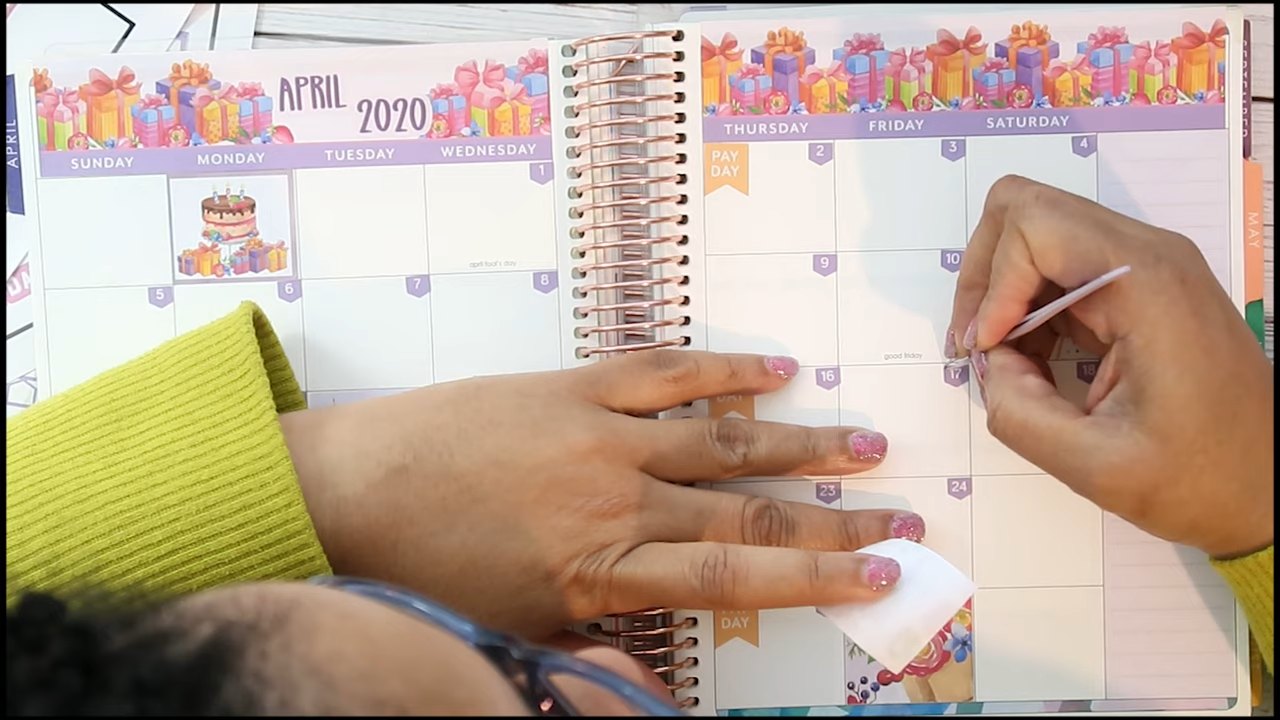 APRIL
APRIL
2020
SUNDAY MONDAY TUESDAY WEDNESDAY
THURSDAY FRIDAY SATURDAY
1
april fool's day
PAY
DAY
2 3 4
5 6 7 8
9 10
good friday
MAY
16 17 18
DAY
23 24
DAY